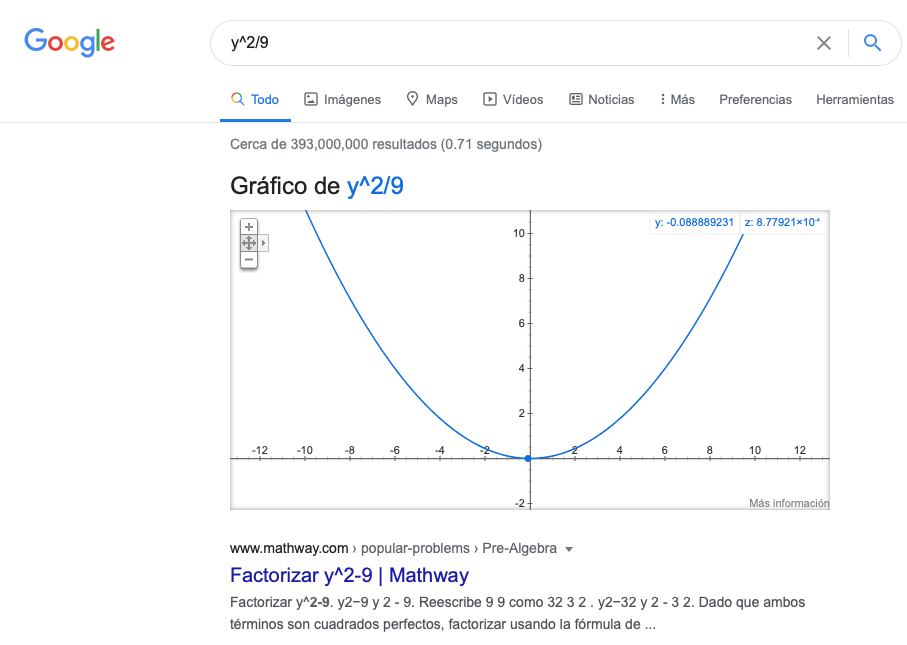 Google
y^2/9
Todo Imágenes Maps Vídeos Noticias Más Preferencias Herramientas
Cerca de 393,000,000 resultados (0.71 segundos)
Gráfico de y^2/9
y: -0.088889231 z: 8.77921×10⁻⁴
10
8
6
4
2
-12 -10 -8 -6 -4 -2 2 4 6 8 10 12
-2
Más información
www.mathway.com › popular-problems › Pre-Algebra
Factorizar y^2-9 | Mathway
Factorizar y^2-9. y2−9 y 2 - 9. Reescribe 9 9 como 32 3 2 . y2−32 y 2 - 3 2. Dado que ambos
términos son cuadrados perfectos, factorizar usando la fórmula de ...